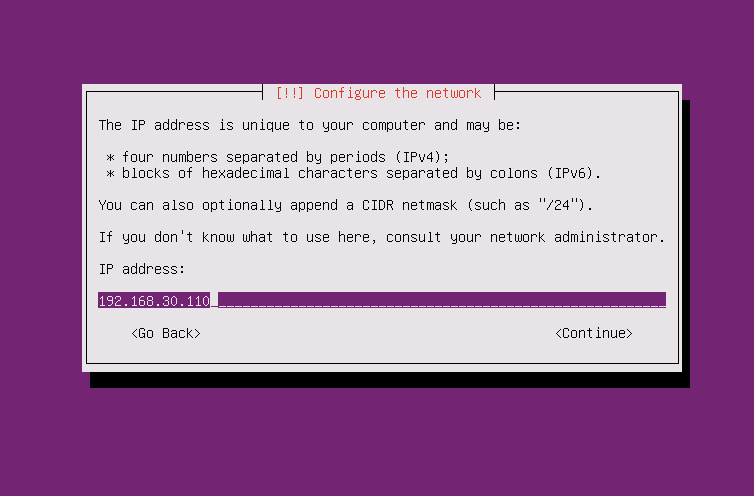 [!!] Configure the network
The IP address is unique to your computer and may be:
* four numbers separated by periods (IPv4);
* blocks of hexadecimal characters separated by colons (IPv6).
You can also optionally append a CIDR netmask (such as "/24").
If you don't know what to use here, consult your network administrator.
IP address:
192.168.30.110
<Go Back> <Continue>